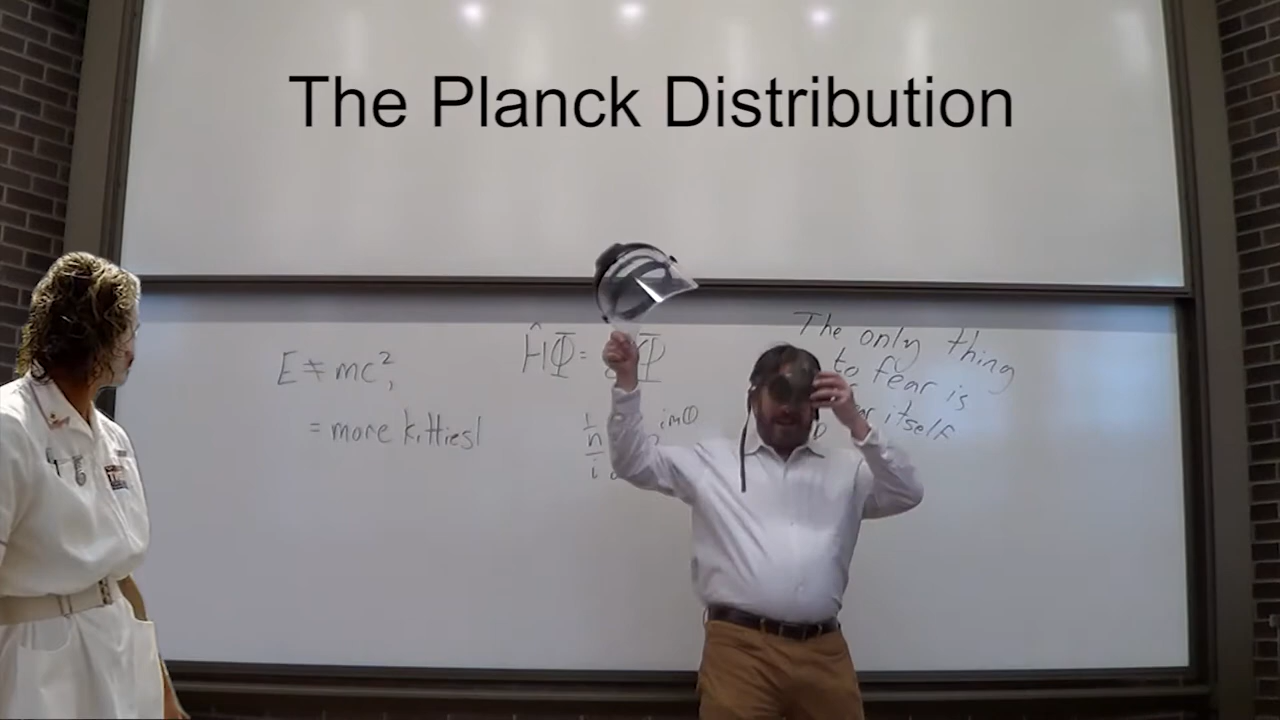 The Planck Distribution
E ≠ mc²,
= more kitties!
ĤΦ = Φ
The only thing
to fear is
itself